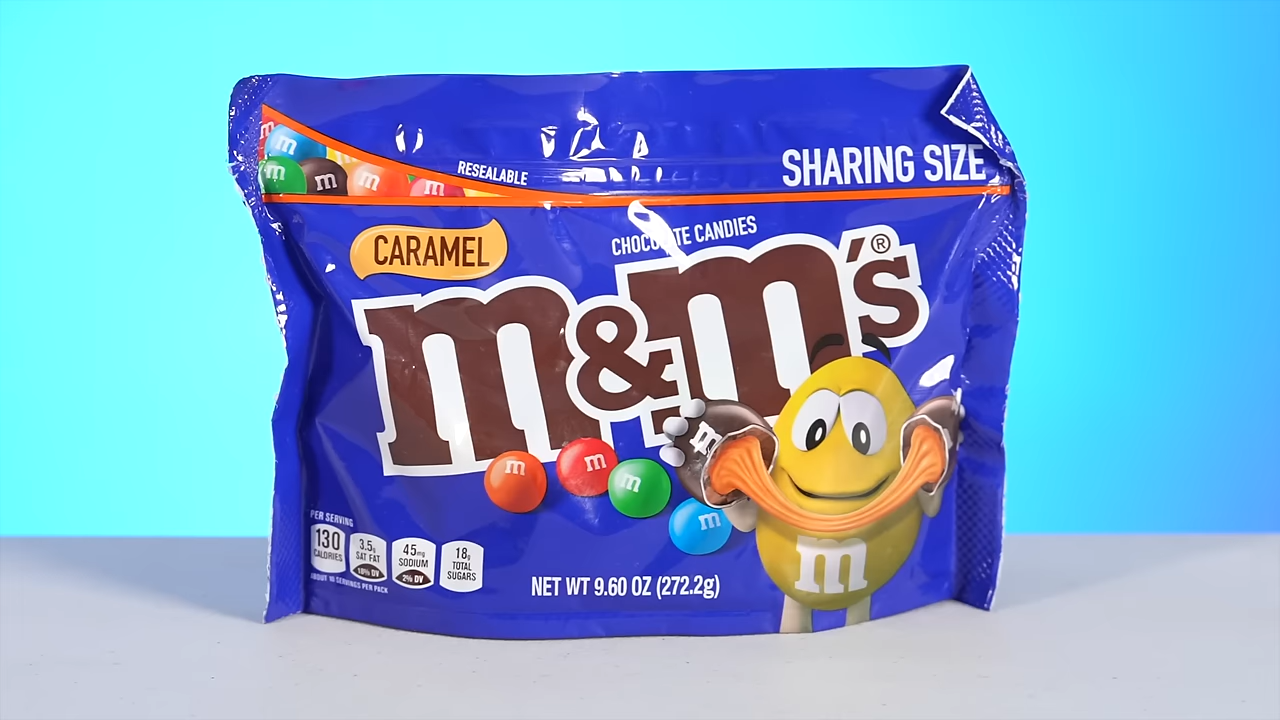 RESEALABLE
SHARING SIZE
CARAMEL
CHOCOLATE CANDIES
m&m's®
m
m
m
m
m
m
m
m
m
m
m
PER SERVING
130 CALORIES
3.5g SAT FAT 18% DV
45mg SODIUM 2% DV
18g TOTAL SUGARS
ABOUT 10 SERVINGS PER PACK
NET WT 9.60 OZ (272.2g)